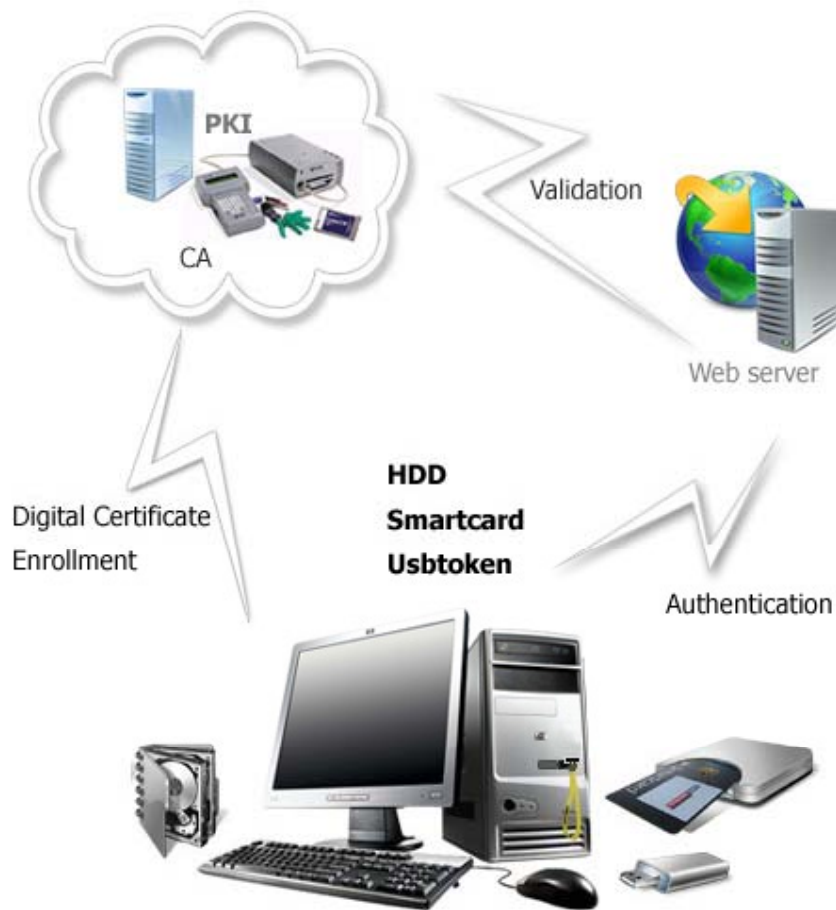 PKI
CA
Validation
Web server
HDD
Smartcard
Usbtoken
Digital Certificate
Enrollment
Authentication